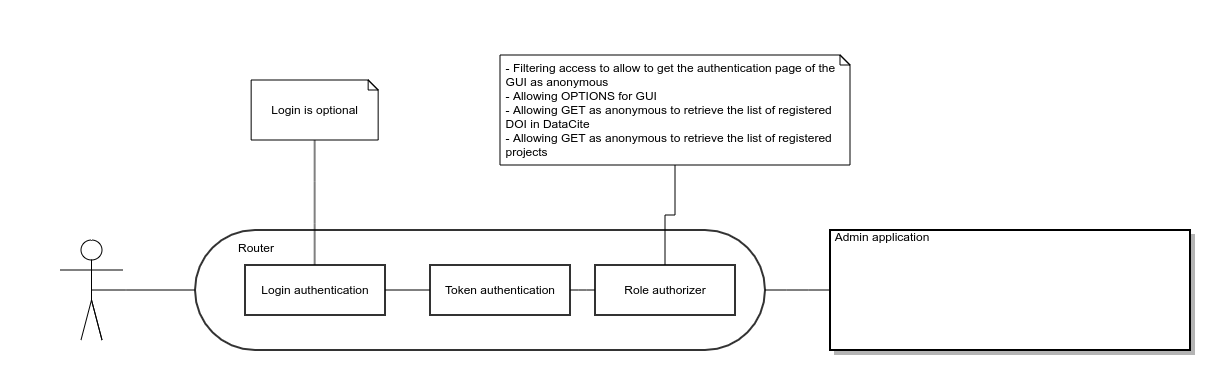 - Filtering access to allow to get the authentication page of the
GUI as anonymous
- Allowing OPTIONS for GUI
- Allowing GET as anonymous to retrieve the list of registered
DOI in DataCite
- Allowing GET as anonymous to retrieve the list of registered
projects
Login is optional
Router
Admin application
Login authentication
Token authentication
Role authorizer